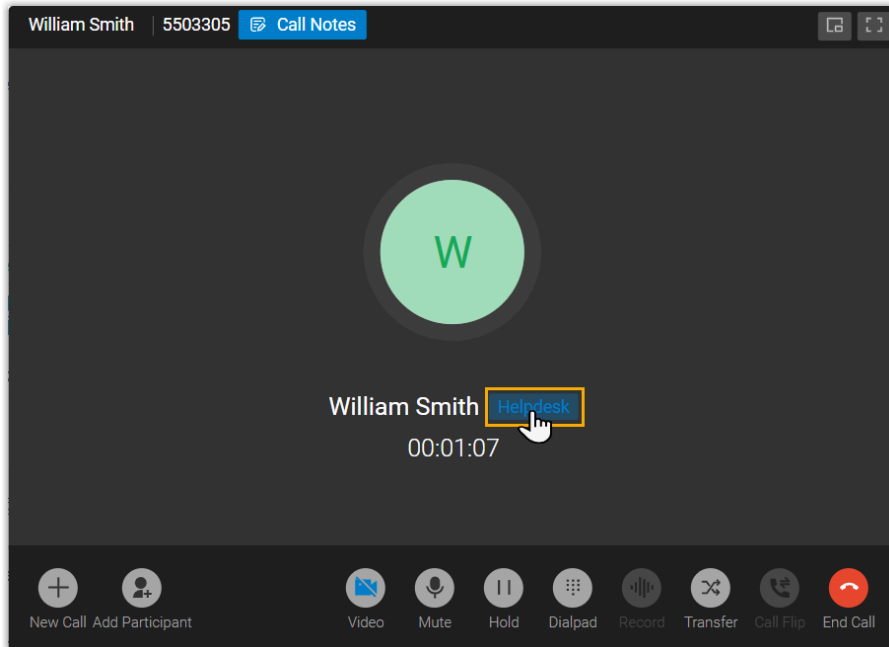 William Smith 5503305 Call Notes
W
William Smith Helpdesk
00:01:07
New Call Add Participant Video Mute Hold Dialpad Record Transfer Call Flip End Call